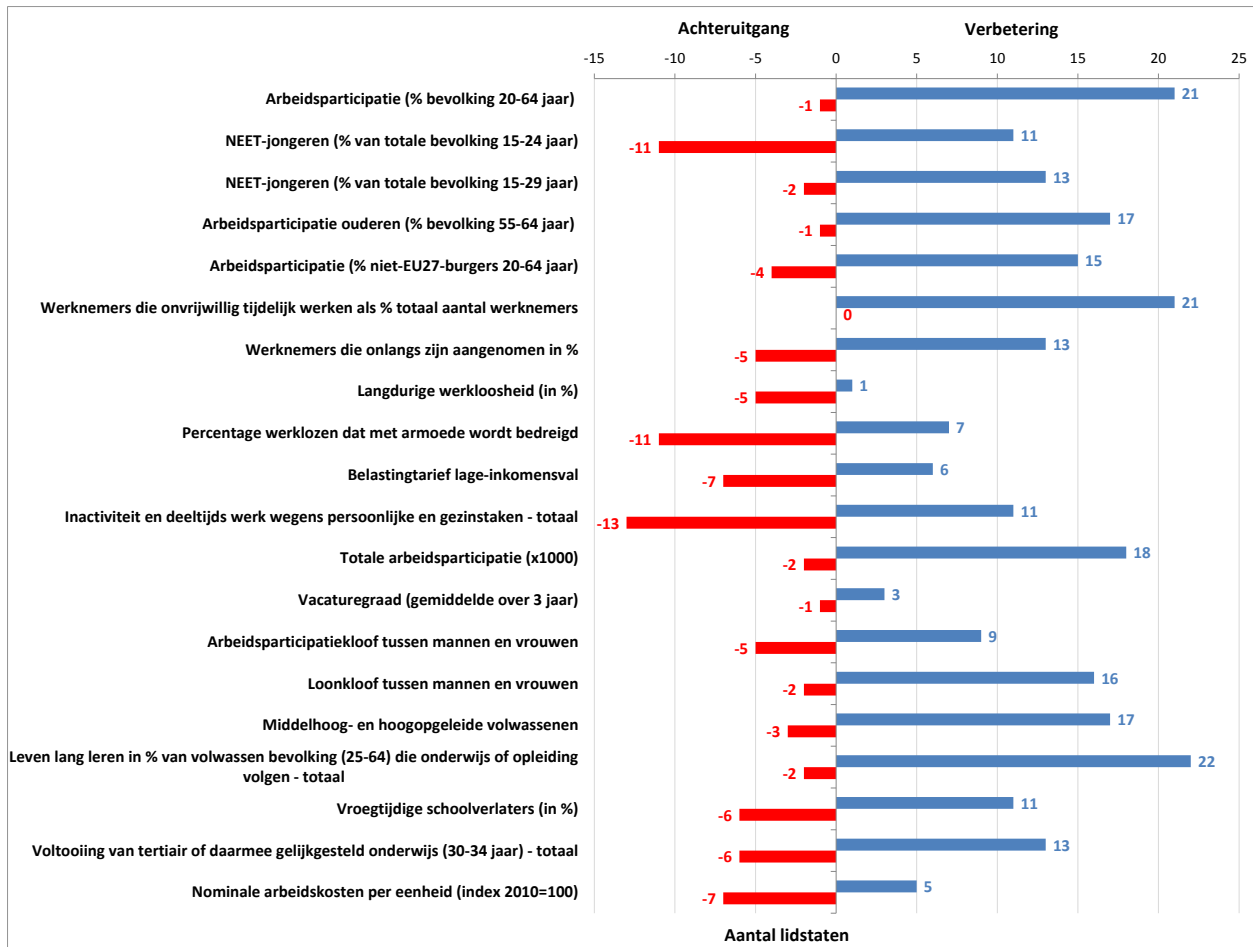 Achteruitgang Verbetering
-15 -10 -5 0 5 10 15 20 25
Arbeidsparticipatie (% bevolking 20-64 jaar) -1 21
NEET-jongeren (% van totale bevolking 15-24 jaar) -11 11
NEET-jongeren (% van totale bevolking 15-29 jaar) -2 13
Arbeidsparticipatie ouderen (% bevolking 55-64 jaar) -1 17
Arbeidsparticipatie (% niet-EU27-burgers 20-64 jaar) -4 15
Werknemers die onvrijwillig tijdelijk werken als % totaal aantal werknemers 0 21
Werknemers die onlangs zijn aangenomen in % -5 13
Langdurige werkloosheid (in %) -5 1
Percentage werklozen dat met armoede wordt bedreigd -11 7
Belastingtarief lage-inkomensval -7 6
Inactiviteit en deeltijds werk wegens persoonlijke en gezinstaken - totaal -13 11
Totale arbeidsparticipatie (x1000) -2 18
Vacaturegraad (gemiddelde over 3 jaar) -1 3
Arbeidsparticipatiekloof tussen mannen en vrouwen -5 9
Loonkloof tussen mannen en vrouwen -2 16
Middelhoog- en hoogopgeleide volwassenen -3 17
Leven lang leren in % van volwassen bevolking (25-64) die onderwijs of opleiding
volgen - totaal -2 22
Vroegtijdige schoolverlaters (in %) -6 11
Voltooiing van tertiair of daarmee gelijkgesteld onderwijs (30-34 jaar) - totaal -6 13
Nominale arbeidskosten per eenheid (index 2010=100) -7 5
Aantal lidstaten